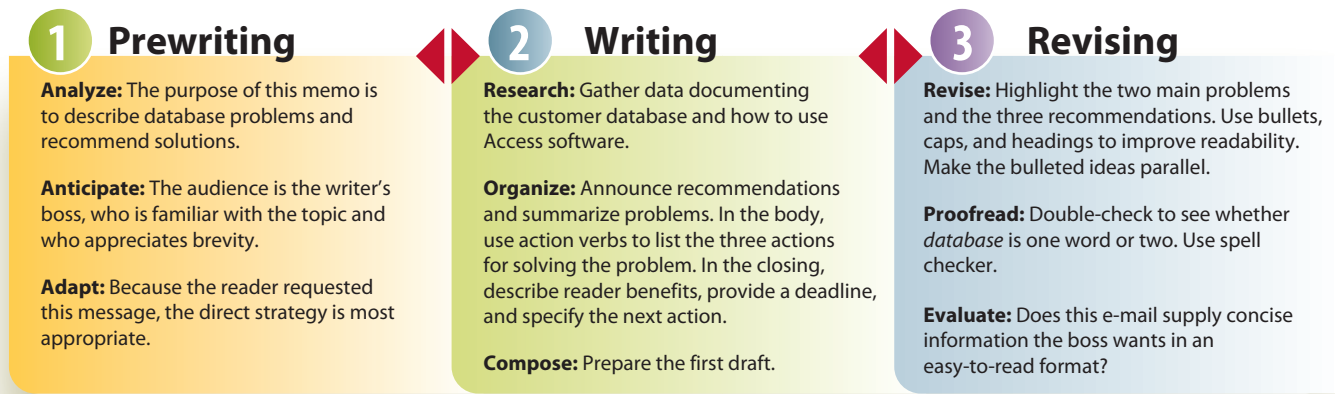 1 Prewriting
Analyze: The purpose of this memo is
to describe database problems and
recommend solutions.
Anticipate: The audience is the writer's
boss, who is familiar with the topic and
who appreciates brevity.
Adapt: Because the reader requested
this message, the direct strategy is most
appropriate.
2 Writing
Research: Gather data documenting
the customer database and how to use
Access software.
Organize: Announce recommendations
and summarize problems. In the body,
use action verbs to list the three actions
for solving the problem. In the closing,
describe reader benefits, provide a deadline,
and specify the next action.
Compose: Prepare the first draft.
3 Revising
Revise: Highlight the two main problems
and the three recommendations. Use bullets,
caps, and headings to improve readability.
Make the bulleted ideas parallel.
Proofread: Double-check to see whether
database is one word or two. Use spell
checker.
Evaluate: Does this e-mail supply concise
information the boss wants in an
easy-to-read format?